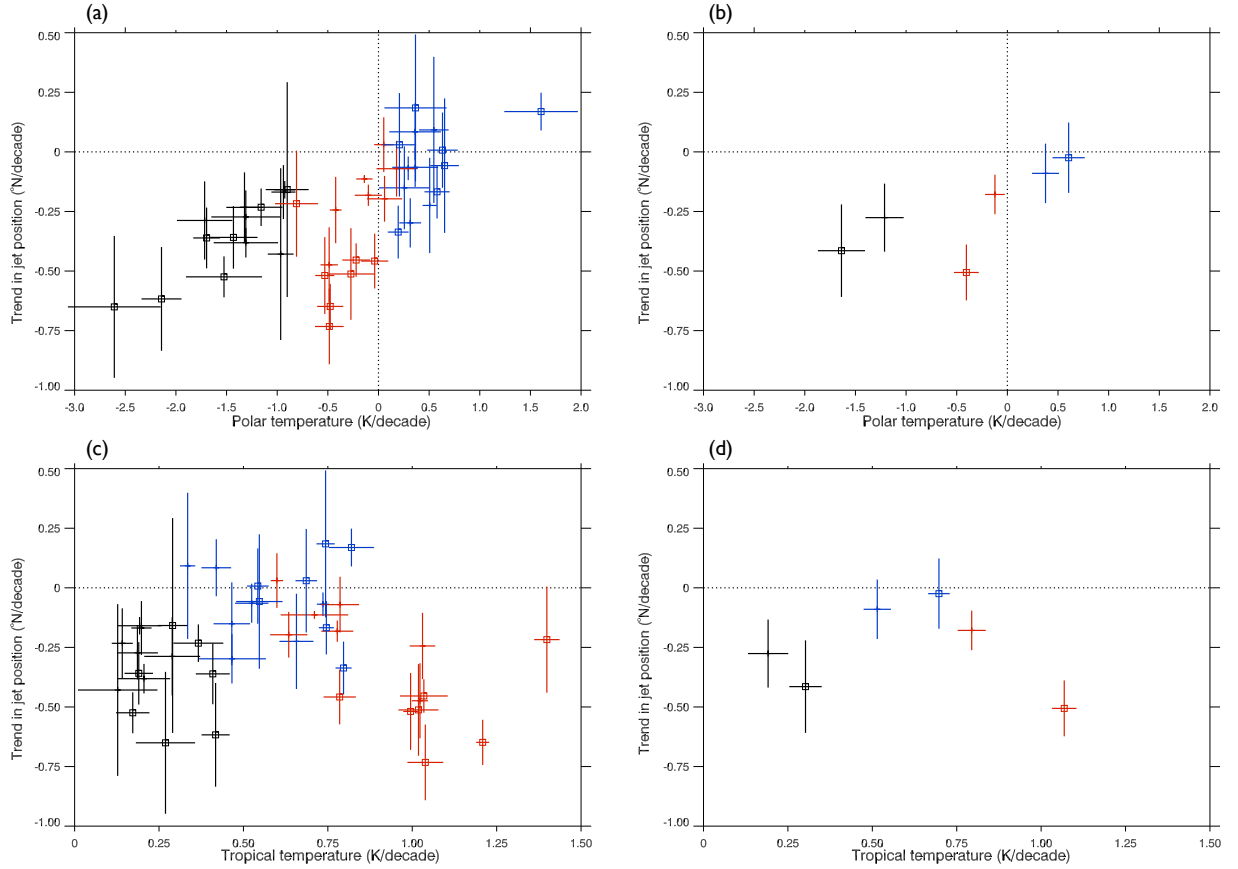 (a)
0.50
0.25
0
-0.25
-0.50
-0.75
-1.00
Trend in jet position (°N/decade)
-3.0 -2.5 -2.0 -1.5 -1.0 -0.5 0 0.5 1.0 1.5 2.0
Polar temperature (K/decade)
(b)
0.50
0.25
0
-0.25
-0.50
-0.75
-1.00
Trend in jet position (°N/decade)
-3.0 -2.5 -2.0 -1.5 -1.0 -0.5 0 0.5 1.0 1.5 2.0
Polar temperature (K/decade)
(c)
0.50
0.25
0
-0.25
-0.50
-0.75
-1.00
Trend in jet position (°N/decade)
0 0.25 0.50 0.75 1.00 1.25 1.50
Tropical temperature (K/decade)
(d)
0.50
0.25
0
-0.25
-0.50
-0.75
-1.00
Trend in jet position (°N/decade)
0 0.25 0.50 0.75 1.00 1.25 1.50
Tropical temperature (K/decade)